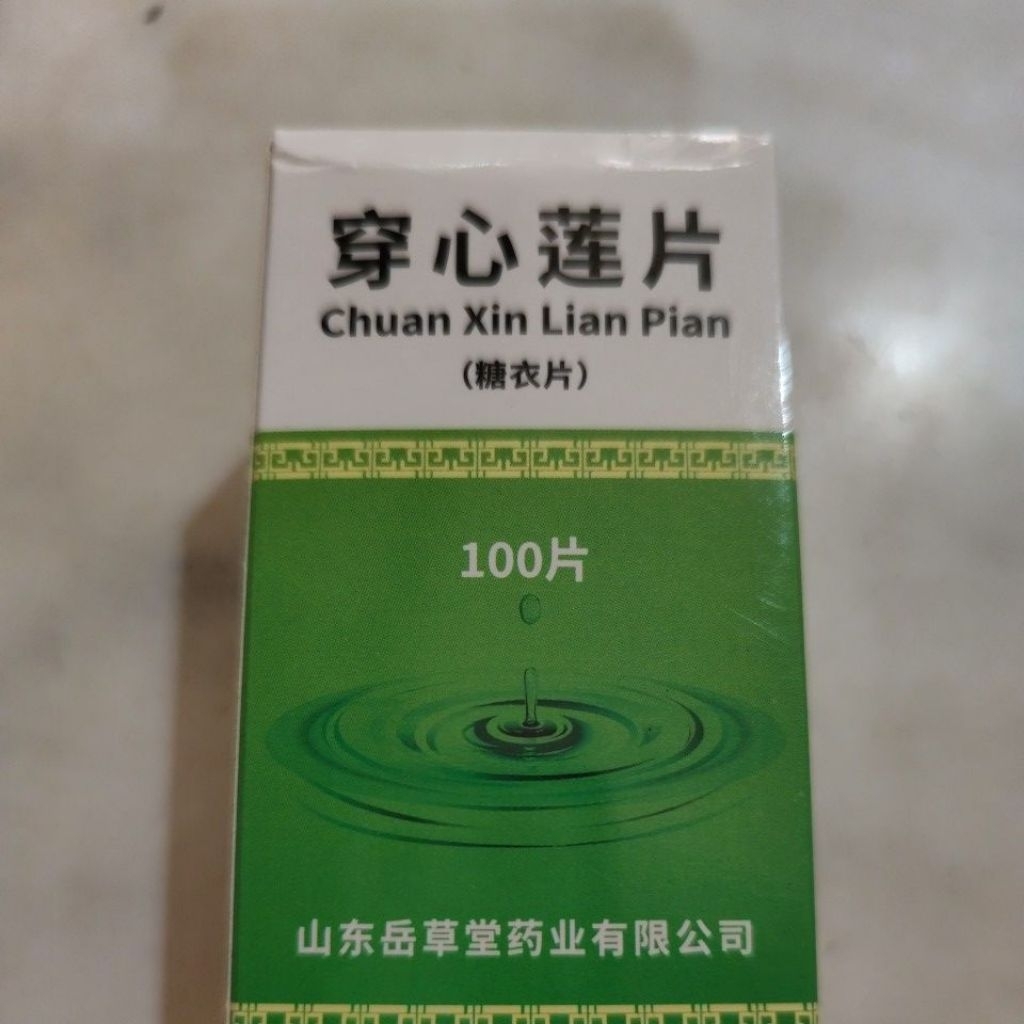 穿心莲片
Chuan Xin Lian Pian
（糖衣片）
100片
山东岳草堂药业有限公司